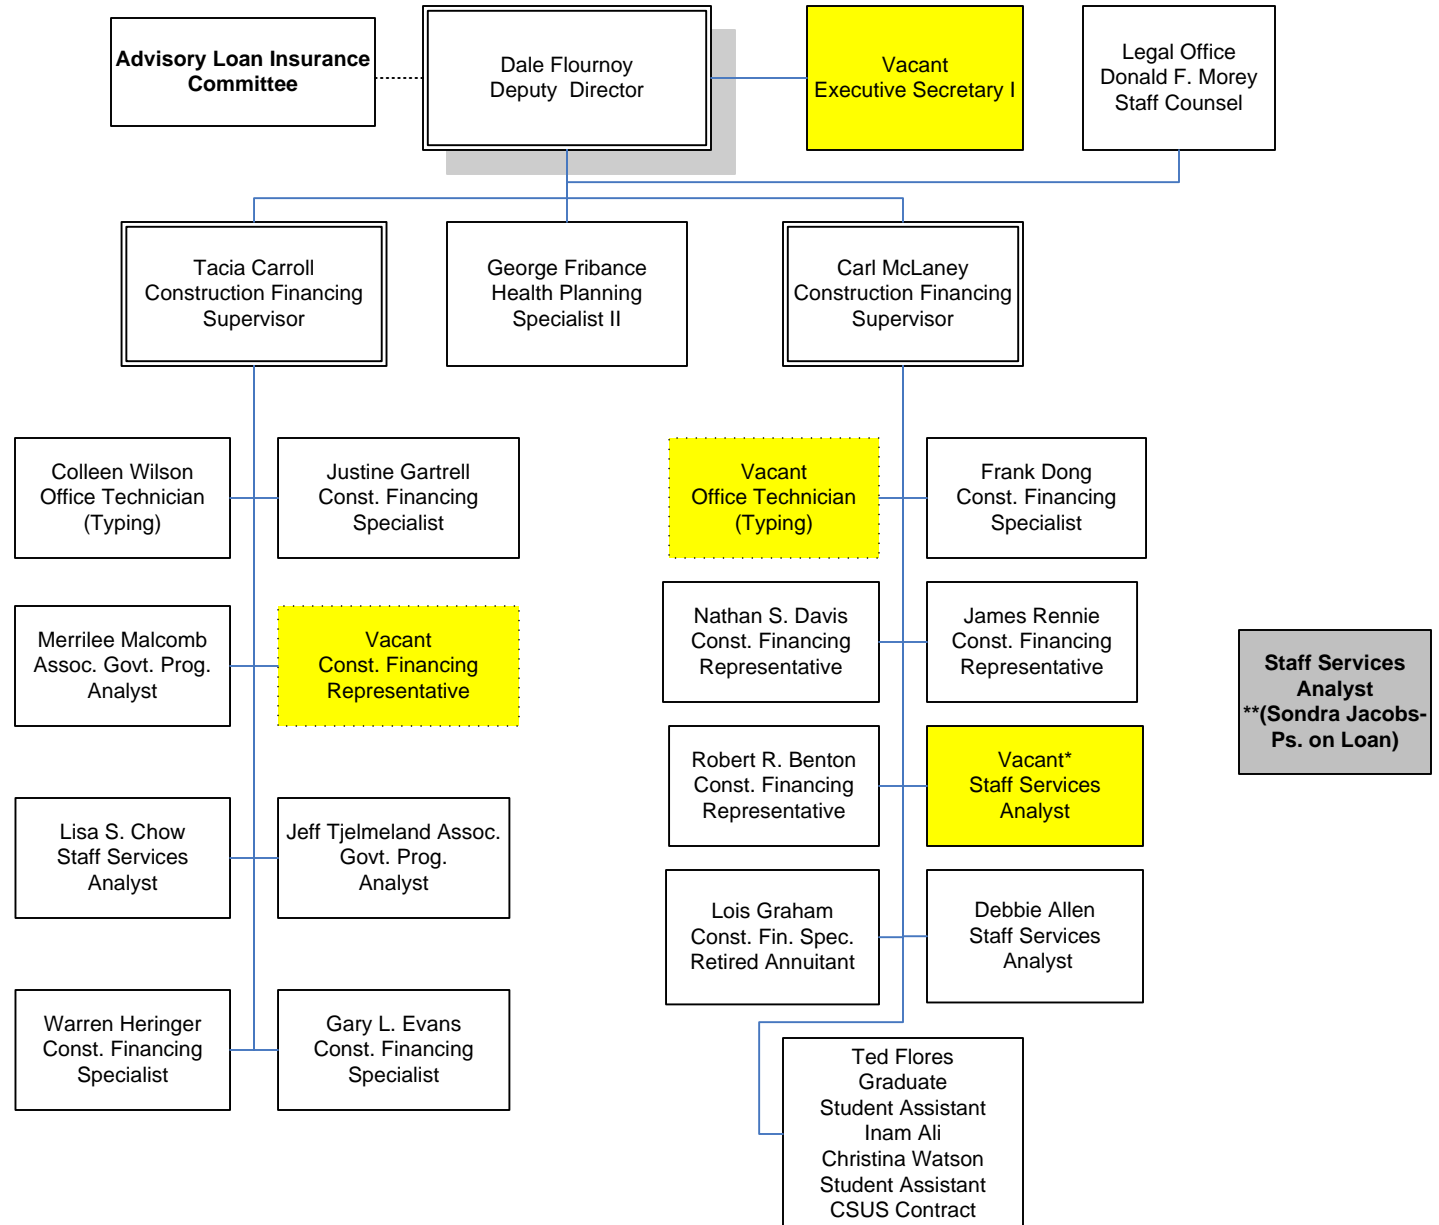 Advisory Loan Insurance
Committee
Dale Flournoy
Deputy Director
Vacant
Executive Secretary I
Legal Office
Donald F. Morey
Staff Counsel
Tacia Carroll
Construction Financing
Supervisor
George Fribance
Health Planning
Specialist II
Carl McLaney
Construction Financing
Supervisor
Colleen Wilson
Office Technician
(Typing)
Justine Gartrell
Const. Financing
Specialist
Vacant
Office Technician
(Typing)
Frank Dong
Const. Financing
Specialist
Merrilee Malcomb
Assoc. Govt. Prog.
Analyst
Vacant
Const. Financing
Representative
Nathan S. Davis
Const. Financing
Representative
James Rennie
Const. Financing
Representative
Staff Services
Analyst
**(Sondra Jacobs-
Ps. on Loan)
Robert R. Benton
Const. Financing
Representative
Vacant*
Staff Services
Analyst
Lisa S. Chow
Staff Services
Analyst
Jeff Tjelmeland Assoc.
Govt. Prog.
Analyst
Lois Graham
Const. Fin. Spec.
Retired Annuitant
Debbie Allen
Staff Services
Analyst
Warren Heringer
Const. Financing
Specialist
Gary L. Evans
Const. Financing
Specialist
Ted Flores
Graduate
Student Assistant
Inam Ali
Christina Watson
Student Assistant
CSUS Contract